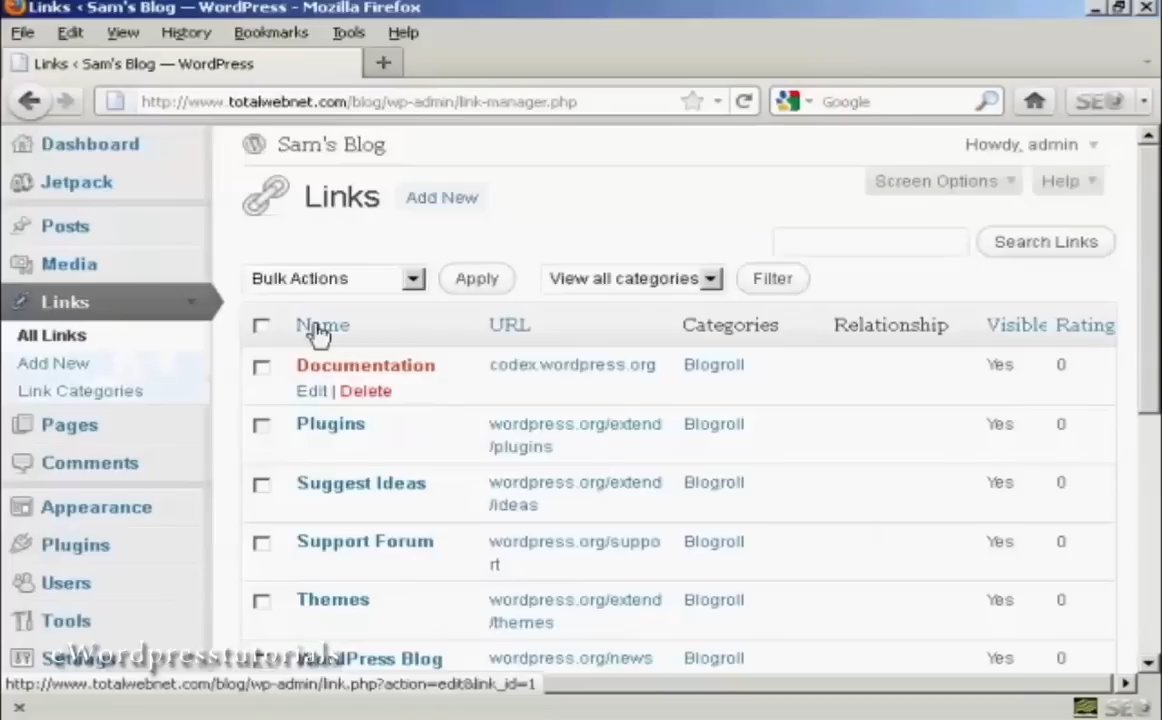 Links ‹ Sam's Blog — WordPress - Mozilla Firefox
File Edit View History Bookmarks Tools Help
Links ‹ Sam's Blog — WordPress +
http://www.totalwebnet.com/blog/wp-admin/link-manager.php Google SE
Dashboard Sam's Blog Howdy, admin
Jetpack Links Add New Screen Options Help
Posts
Media Search Links
Links Bulk Actions Apply View all categories Filter
All Links Name URL Categories Relationship Visible Rating
Add New Documentation codex.wordpress.org Blogroll Yes 0
Link Categories Edit | Delete
Pages Plugins wordpress.org/extend Blogroll Yes 0
/plugins
Comments Suggest Ideas wordpress.org/extend Blogroll Yes 0
Appearance /ideas
Plugins Support Forum wordpress.org/suppo Blogroll Yes 0
rt
Users Themes wordpress.org/extend Blogroll Yes 0
Tools /themes
eWordpresstutorials WordPress Blog wordpress.org/news Blogroll Yes 0
http://www.totalwebnet.com/blog/wp-admin/link.php?action=edit&link_id=1
SE